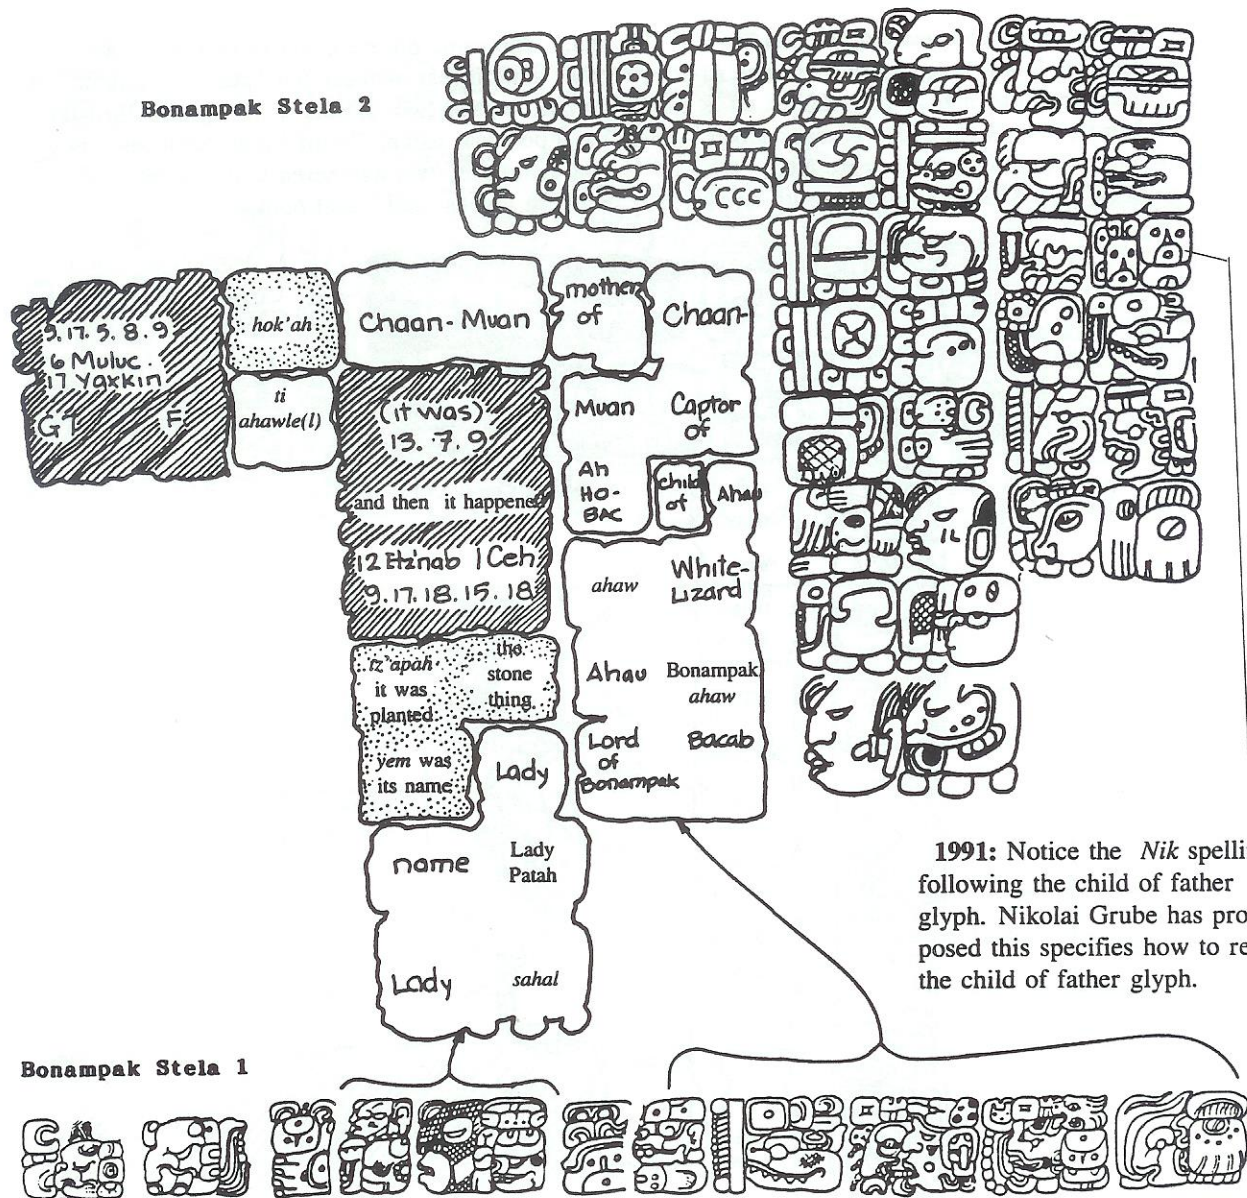 Bonampak Stela 2
9.17.5.8.9
6 Muluc
17 Yaxkin
G7 F
hok'ah
ti
ahawle(l)
Chaan-Muan
(it was)
13. 7. 9
and then it happened
12 Etz'nab 1 Ceh
9.17.18.15.18
tz'apah
it was
planted
the
stone
thing
yem was
its name
Lady
name
Lady
Patah
Lady
sahal
mother
of
Chaan-
Muan
Captor
of
Ah
HO-
BAC
child
of
Ahau
ahaw
White-
Lizard
Ahau
Bonampak
ahaw
Lord
of
Bonampak
Bacab
1991: Notice the Nik
following the child of father
glyph. Nikolai Grube has pro-
posed this specifies how to
the child of father glyph.
Bonampak Stela 1